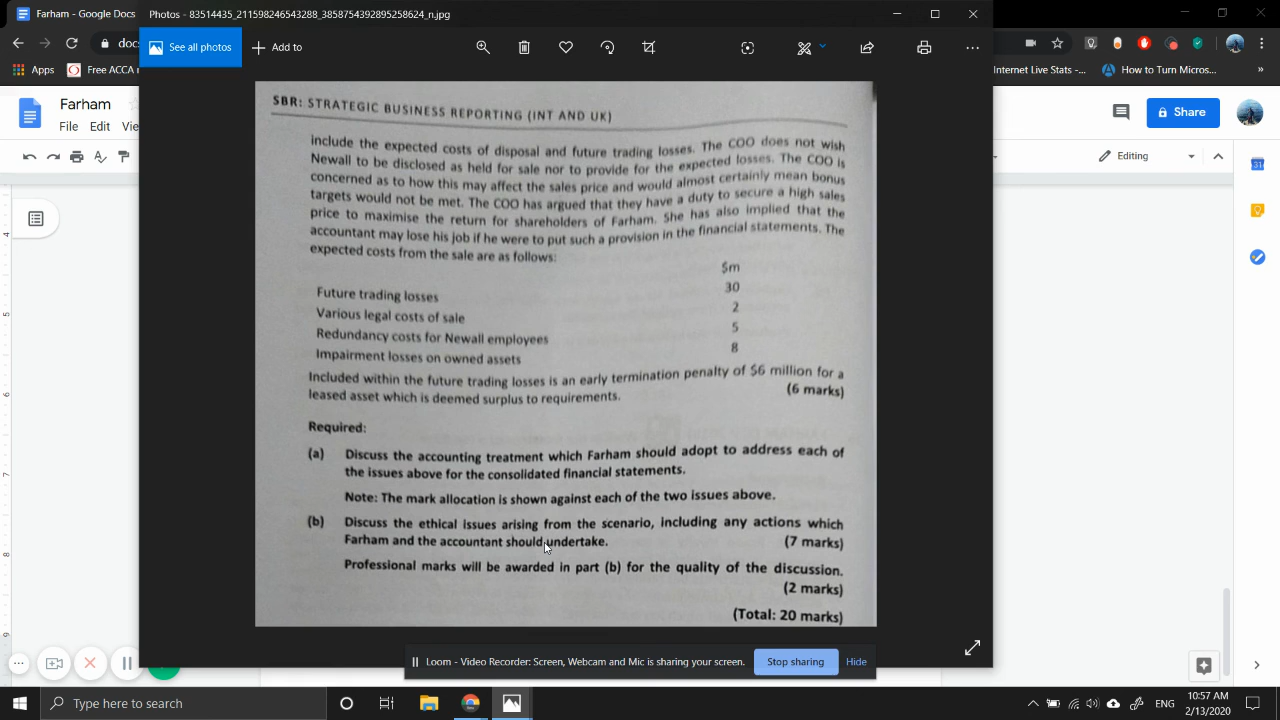 Farham - Google Docs
Photos - 83514435_211598246543288_3858754392895258624_n.jpg
See all photos
Add to
doc
Apps
Free ACCA
Internet Live Stats -...
How to Turn Micros...
»
Farham
File Edit Vie
Share
Editing
SBR: STRATEGIC BUSINESS REPORTING (INT AND UK)
include the expected costs of disposal and future trading losses. The COO does not wish
Newall to be disclosed as held for sale nor to provide for the expected losses. The COO is
concerned as to how this may affect the sales price and would almost certainly mean bonus
targets would not be met. The COO has argued that they have a duty to secure a high sales
price to maximise the return for shareholders of Farham. She has also implied that the
accountant may lose his job if he were to put such a provision in the financial statements. The
expected costs from the sale are as follows:
$m
Future trading losses 30
Various legal costs of sale 2
Redundancy costs for Newall employees 5
Impairment losses on owned assets 8
Included within the future trading losses is an early termination penalty of $6 million for a
leased asset which is deemed surplus to requirements. (6 marks)
Required:
(a) Discuss the accounting treatment which Farham should adopt to address each of
the issues above for the consolidated financial statements.
Note: The mark allocation is shown against each of the two issues above.
(b) Discuss the ethical issues arising from the scenario, including any actions which
Farham and the accountant should undertake. (7 marks)
Professional marks will be awarded in part (b) for the quality of the discussion.
(2 marks)
(Total: 20 marks)
4
5
6
7
8
9
31
Loom - Video Recorder: Screen, Webcam and Mic is sharing your screen.
Stop sharing
Hide
Type here to search
ENG
10:57 AM
2/13/2020